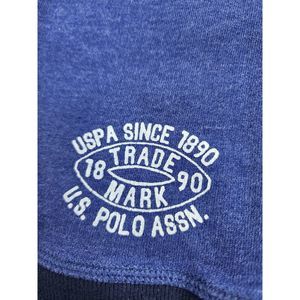 USPA SINCE 1890
TRADE
18 90
MARK
U.S. POLO ASSN.